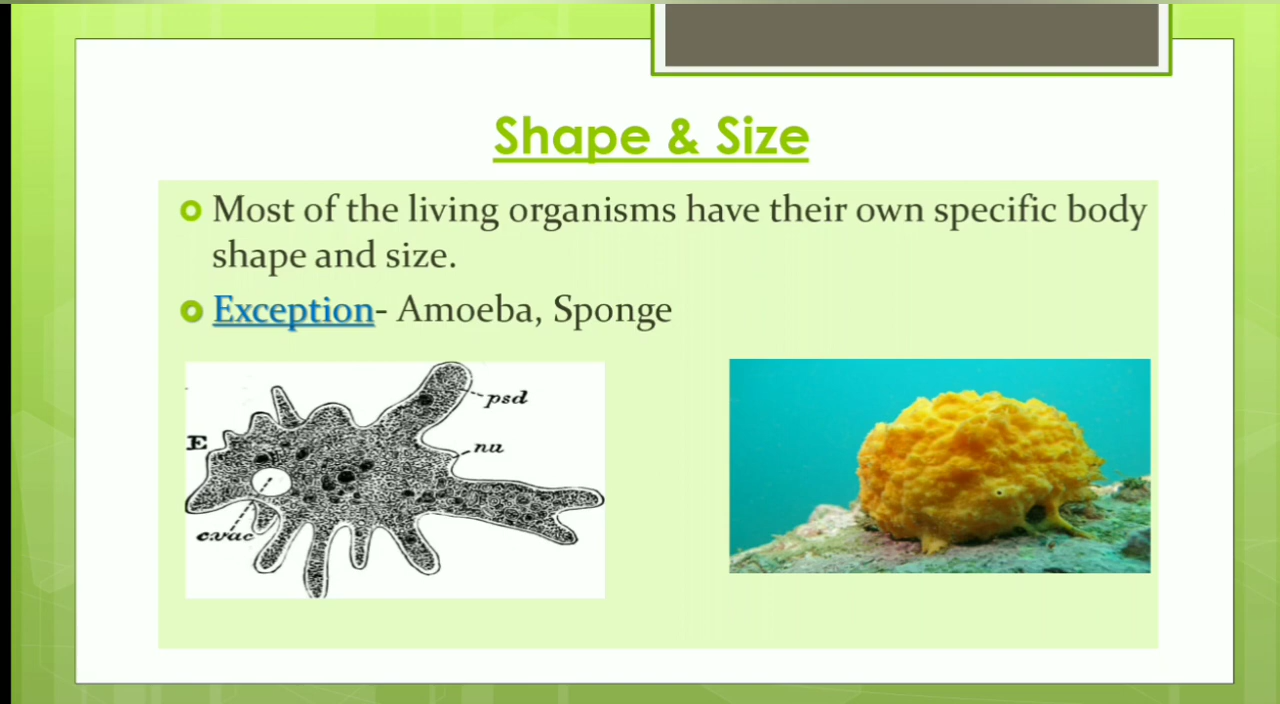 Shape & Size
Most of the living organisms have their own specific body
shape and size.
Exception- Amoeba, Sponge
psd
E
nu
cvac